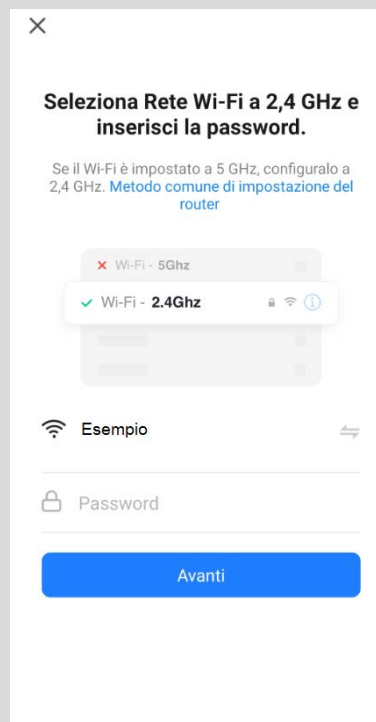 Seleziona Rete Wi-Fi a 2,4 GHz e
inserisci la password.
Se il Wi-Fi è impostato a 5 GHz, configuralo a
2,4 GHz. Metodo comune di impostazione del
router
Wi-Fi - 5Ghz
Wi-Fi - 2.4Ghz
Esempio
Password
Avanti